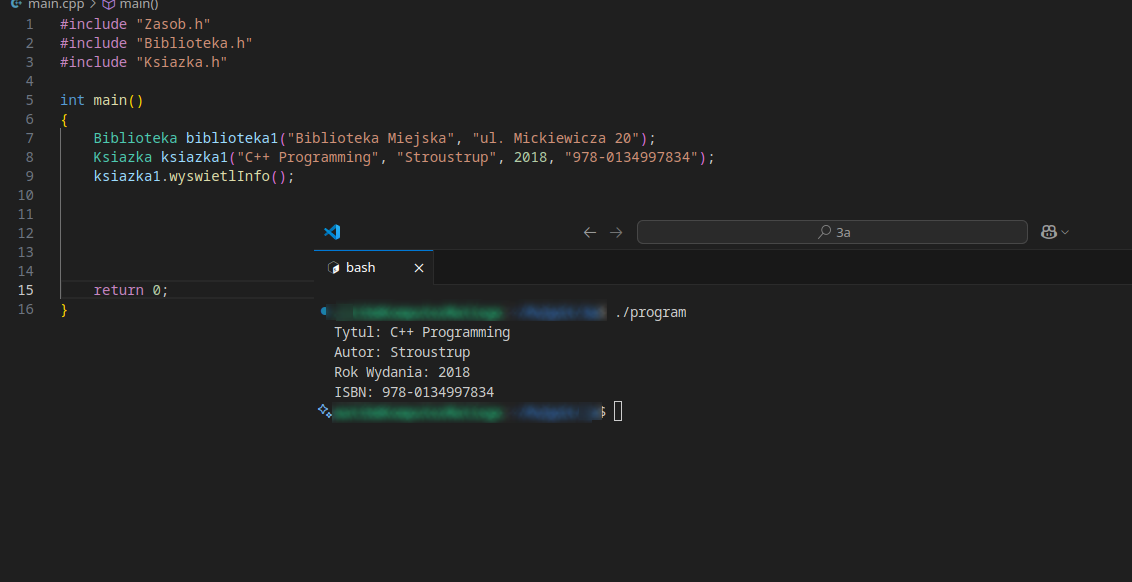 main.cpp > main()
1 #include "Zasob.h"
2 #include "Biblioteka.h"
3 #include "Ksiazka.h"
4
5 int main()
6 {
7 Biblioteka biblioteka1("Biblioteka Miejska", "ul. Mickiewicza 20");
8 Ksiazka ksiazka1("C++ Programming", "Stroustrup", 2018, "978-0134997834");
9 ksiazka1.wyswietlInfo();
10
11
12
13
14
15 return 0;
16 }
3a
bash
./program
Tytul: C++ Programming
Autor: Stroustrup
Rok Wydania: 2018
ISBN: 978-0134997834
$